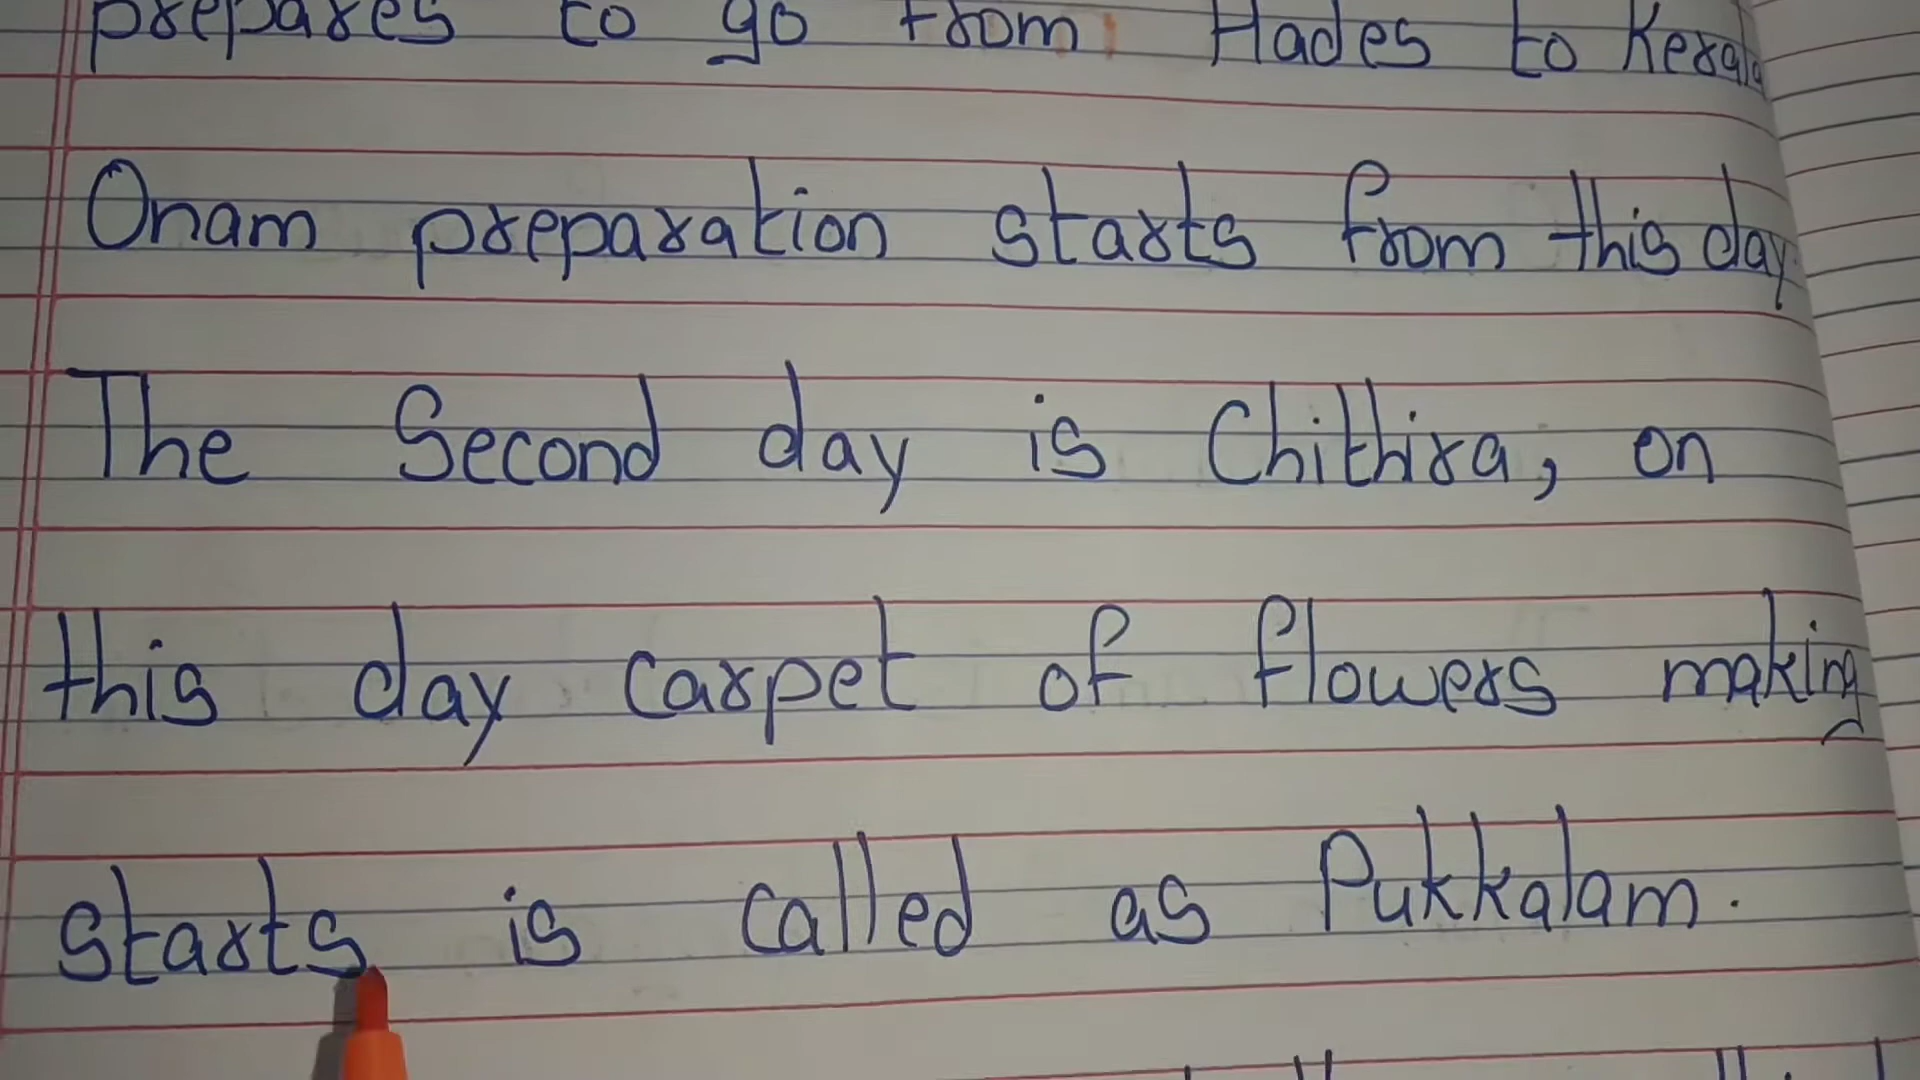 prepares to go from Hades to Kerala
Onam preparation starts from this day.
The Second day is Chithira, on
this day carpet of flowers making
starts is called as Pukkalam.